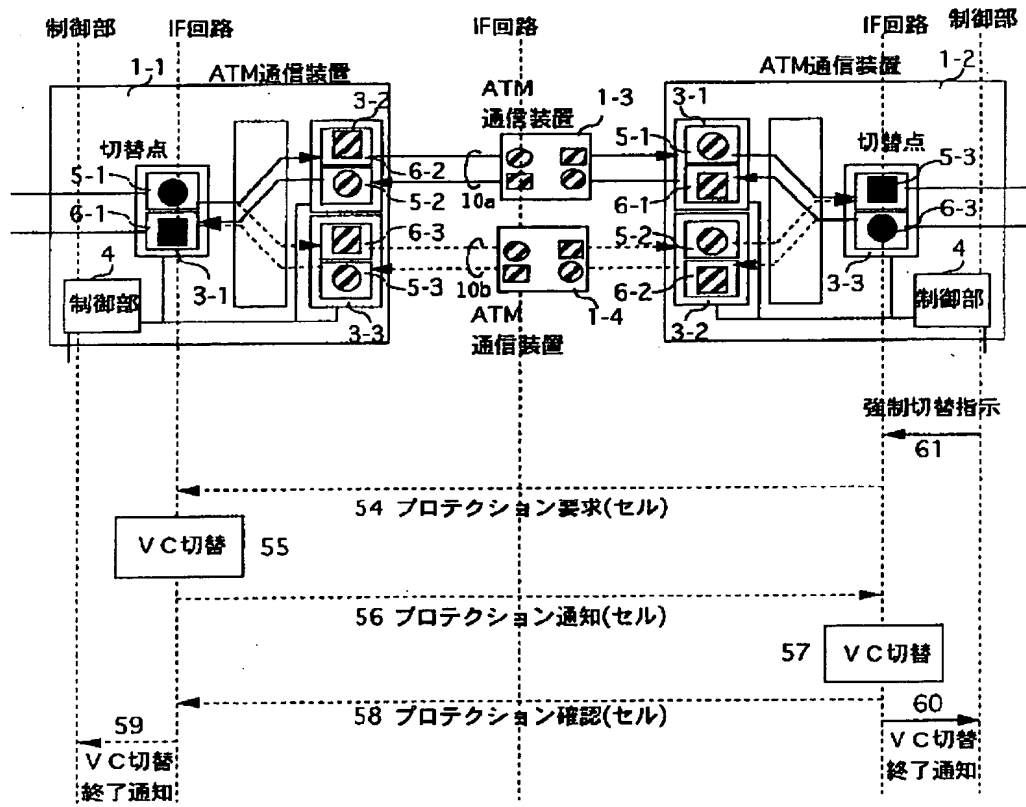 制御部
IF回路
IF回路
IF回路
制御部
1-1
ATM通信装置
ATM通信装置
1-2
3-2
ATM
通信装置
1-3
3-1
切替点
5-1
5-1
5-3
6-2
6-1
10a
5-2
6-1
6-3
6-3
5-2
4
制御部
3-1
5-3
10b
6-2
3-3
4
制御部
3-3
ATM
通信装置
1-4
3-2
強制切替指示
61
54 プロテクション要求(セル)
VC切替
55
56 プロテクション通知(セル)
57
VC切替
58 プロテクション確認(セル)
59
VC切替
終了通知
60
VC切替
終了通知